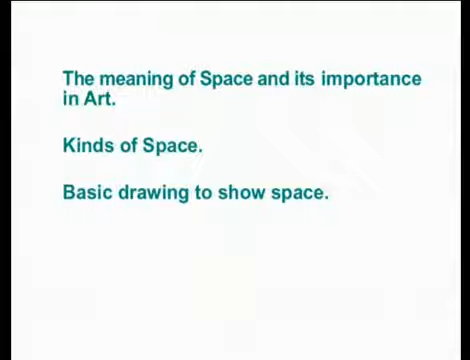 The meaning of Space and its importance
in Art.
Kinds of Space.
Basic drawing to show space.